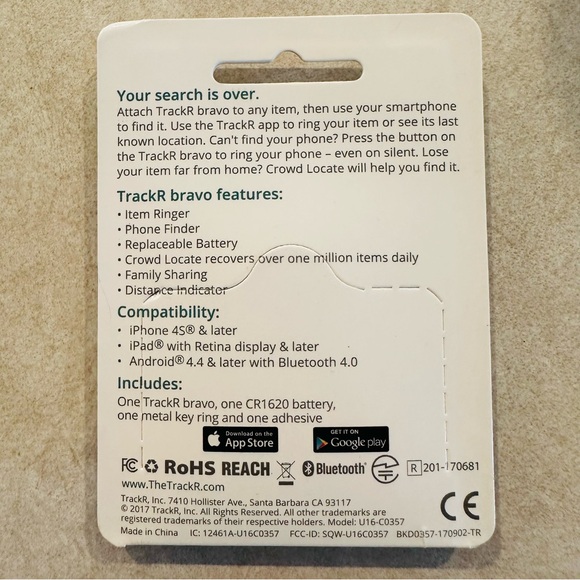 Your search is over.
Attach TrackR bravo to any item, then use your smartphone
to find it. Use the TrackR app to ring your item or see its last
known location. Can't find your phone? Press the button on
the TrackR bravo to ring your phone – even on silent. Lose
your item far from home? Crowd Locate will help you find it.
TrackR bravo features:
• Item Ringer
• Phone Finder
• Replaceable Battery
• Crowd Locate recovers over one million items daily
• Family Sharing
• Distance Indicator
Compatibility:
• iPhone 4S® & later
• iPad® with Retina display & later
• Android® 4.4 & later with Bluetooth 4.0
Includes:
One TrackR bravo, one CR1620 battery,
one metal key ring and one adhesive
Download on the App Store GET IT ON Google play
FC RoHS REACH Bluetooth® R 201-170681
www.TheTrackR.com
TrackR, Inc. 7410 Hollister Ave., Santa Barbara CA 93117
© 2017 TrackR, Inc. All Rights Reserved. All other trademarks are
registered trademarks of their respective holders. Model: U16-C0357
CE
Made in China IC: 12461A-U16C0357 FCC-ID: SQW-U16C0357 BKD0357-170902-TR